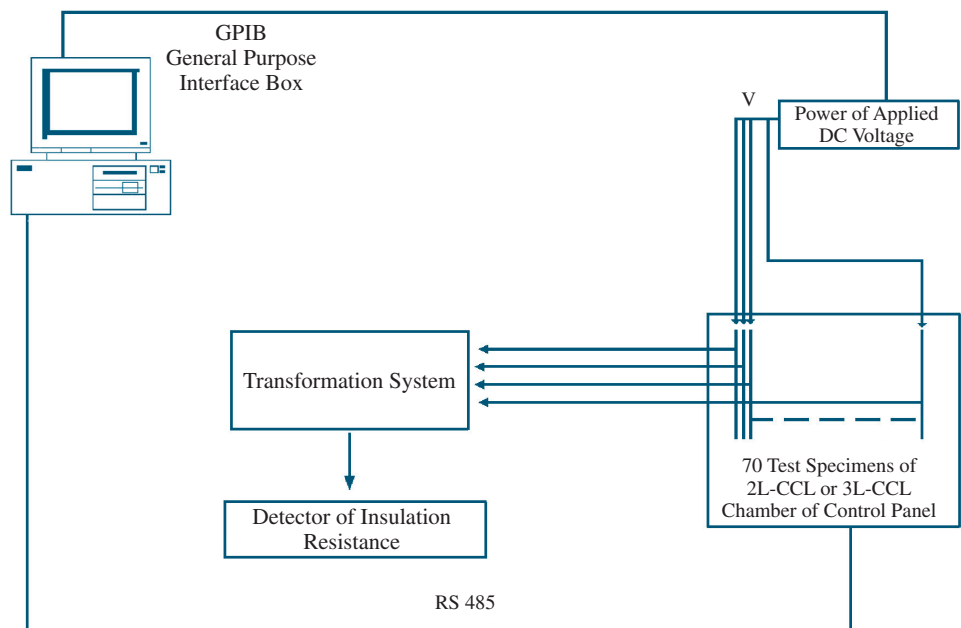 GPIB
General Purpose
Interface Box
V
Power of Applied
DC Voltage
Transformation System
70 Test Specimens of
2L-CCL or 3L-CCL
Chamber of Control Panel
Detector of Insulation
Resistance
RS 485